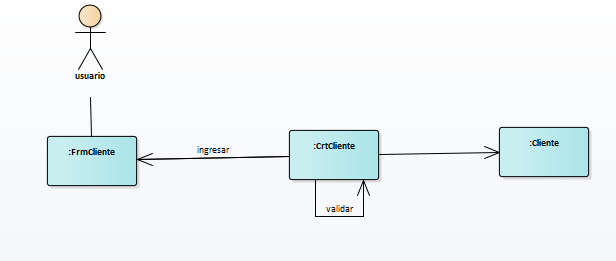 usuario
:FrmCliente
ingresar
:CrtCliente
validar
:Cliente